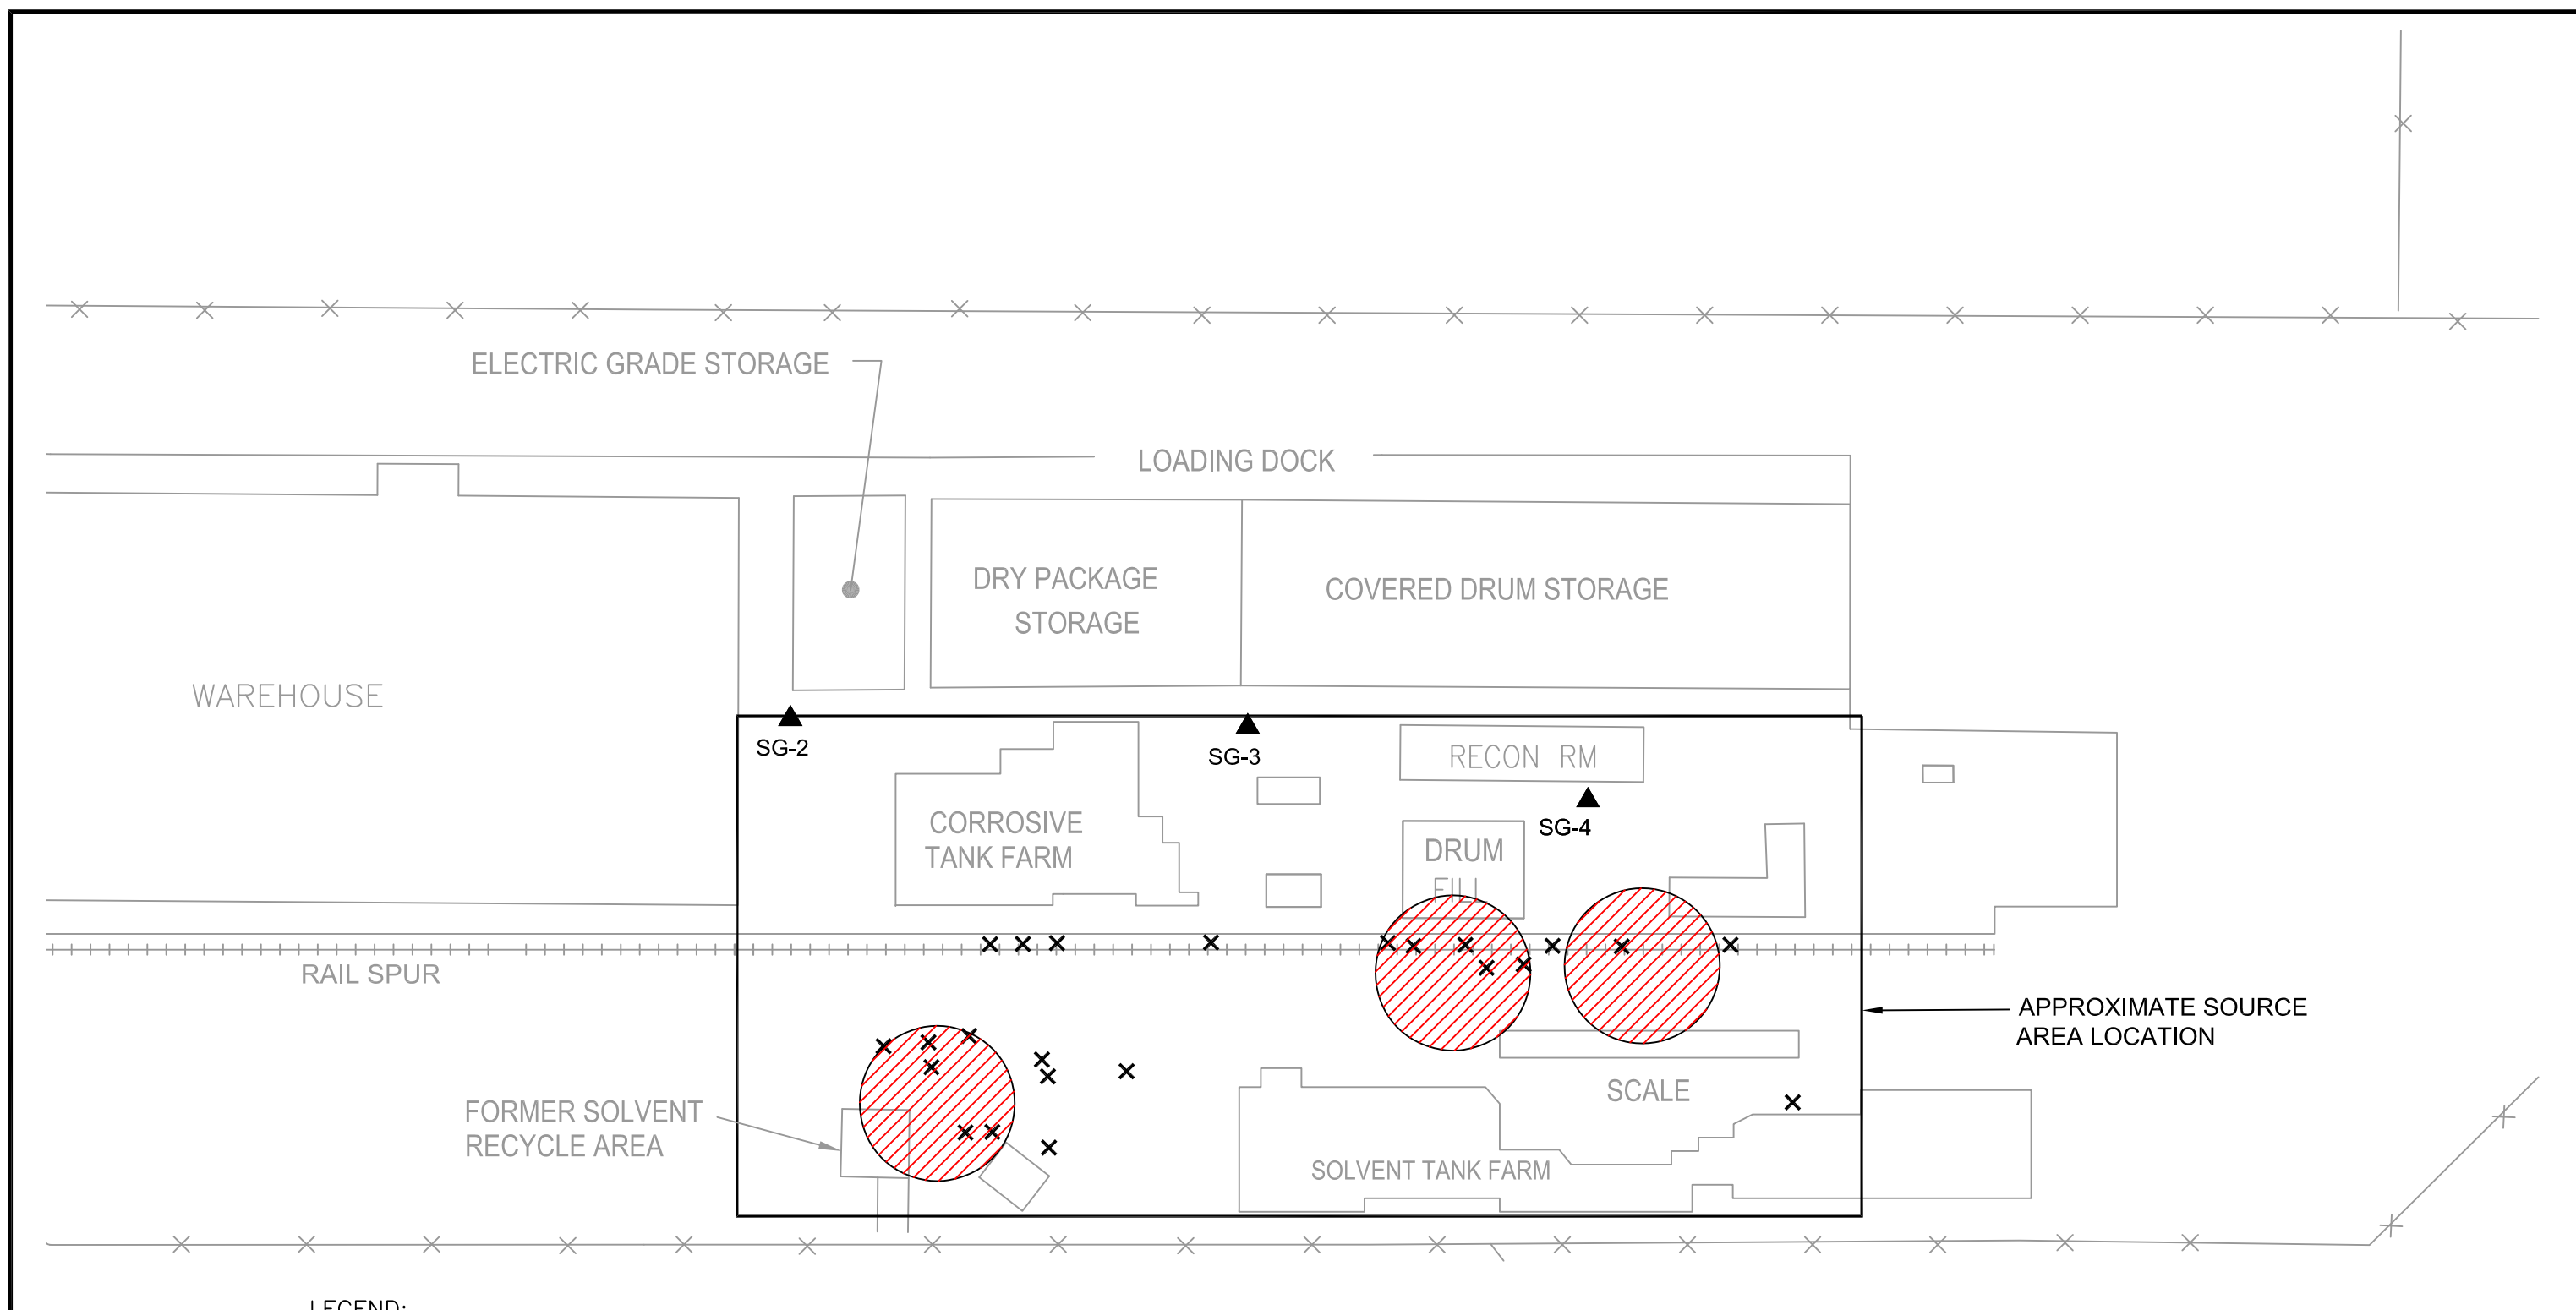 ELECTRIC GRADE STORAGE
LOADING DOCK
DRY PACKAGE
STORAGE
COVERED DRUM STORAGE
WAREHOUSE
SG-2
SG-3
RECON RM
SG-4
CORROSIVE
TANK FARM
DRUM
FILL
RAIL SPUR
APPROXIMATE SOURCE
AREA LOCATION
FORMER SOLVENT
RECYCLE AREA
SCALE
SOLVENT TANK FARM
LEGEND: